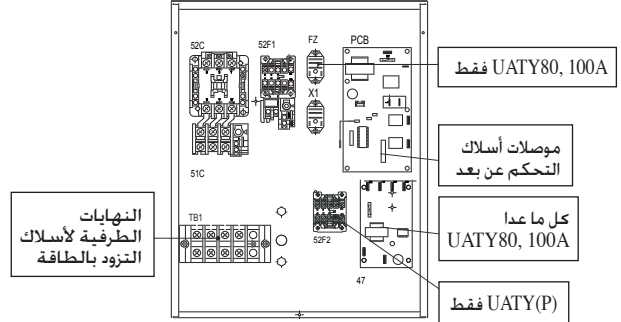 52C
52F1
FZ
PCB
UATY80, 100A فقط
X1
موصلات أسلاك
التحكم عن بعد
51C
النهايات
الطرفية لأسلاك
التزود بالطاقة
TB1
كل ما عدا
UATY80, 100A
52F2
47
UATY(P) فقط